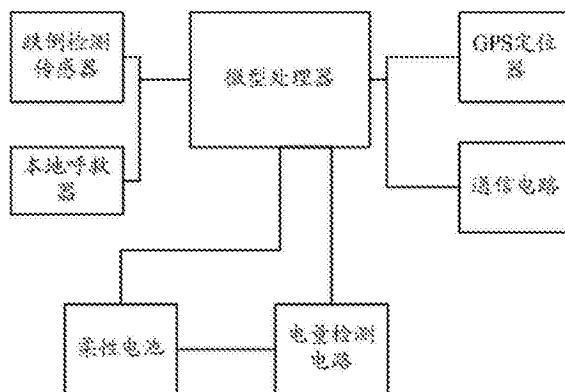 跌倒检测
传感器
微型处理器
GPS定位
器
本地呼救
器
通信电路
柔性电池
电量检测
电路